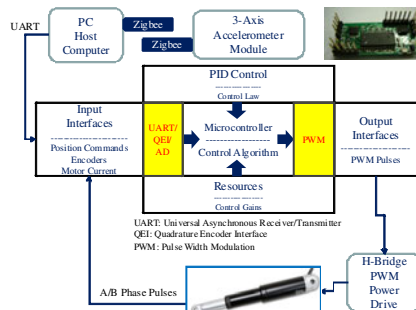 UART
PC
Host
Computer
Zigbee
Zigbee
3-Axis
Accelerometer
Module
PID Control
Control Law
Input
Interfaces
Position Commands
Encoders
Motor Current
UART/
QEI/
AD
Microcontroller
Control Algorithm
PWM
Output
Interfaces
PWM Pulses
Resources
Control Gains
UART: Universal Asynchronous Receiver/Transmitter
QEI: Quadrature Encoder Interface
PWM: Pulse Width Modulation
A/B Phase Pulses
H-Bridge
PWM
Power
Drive